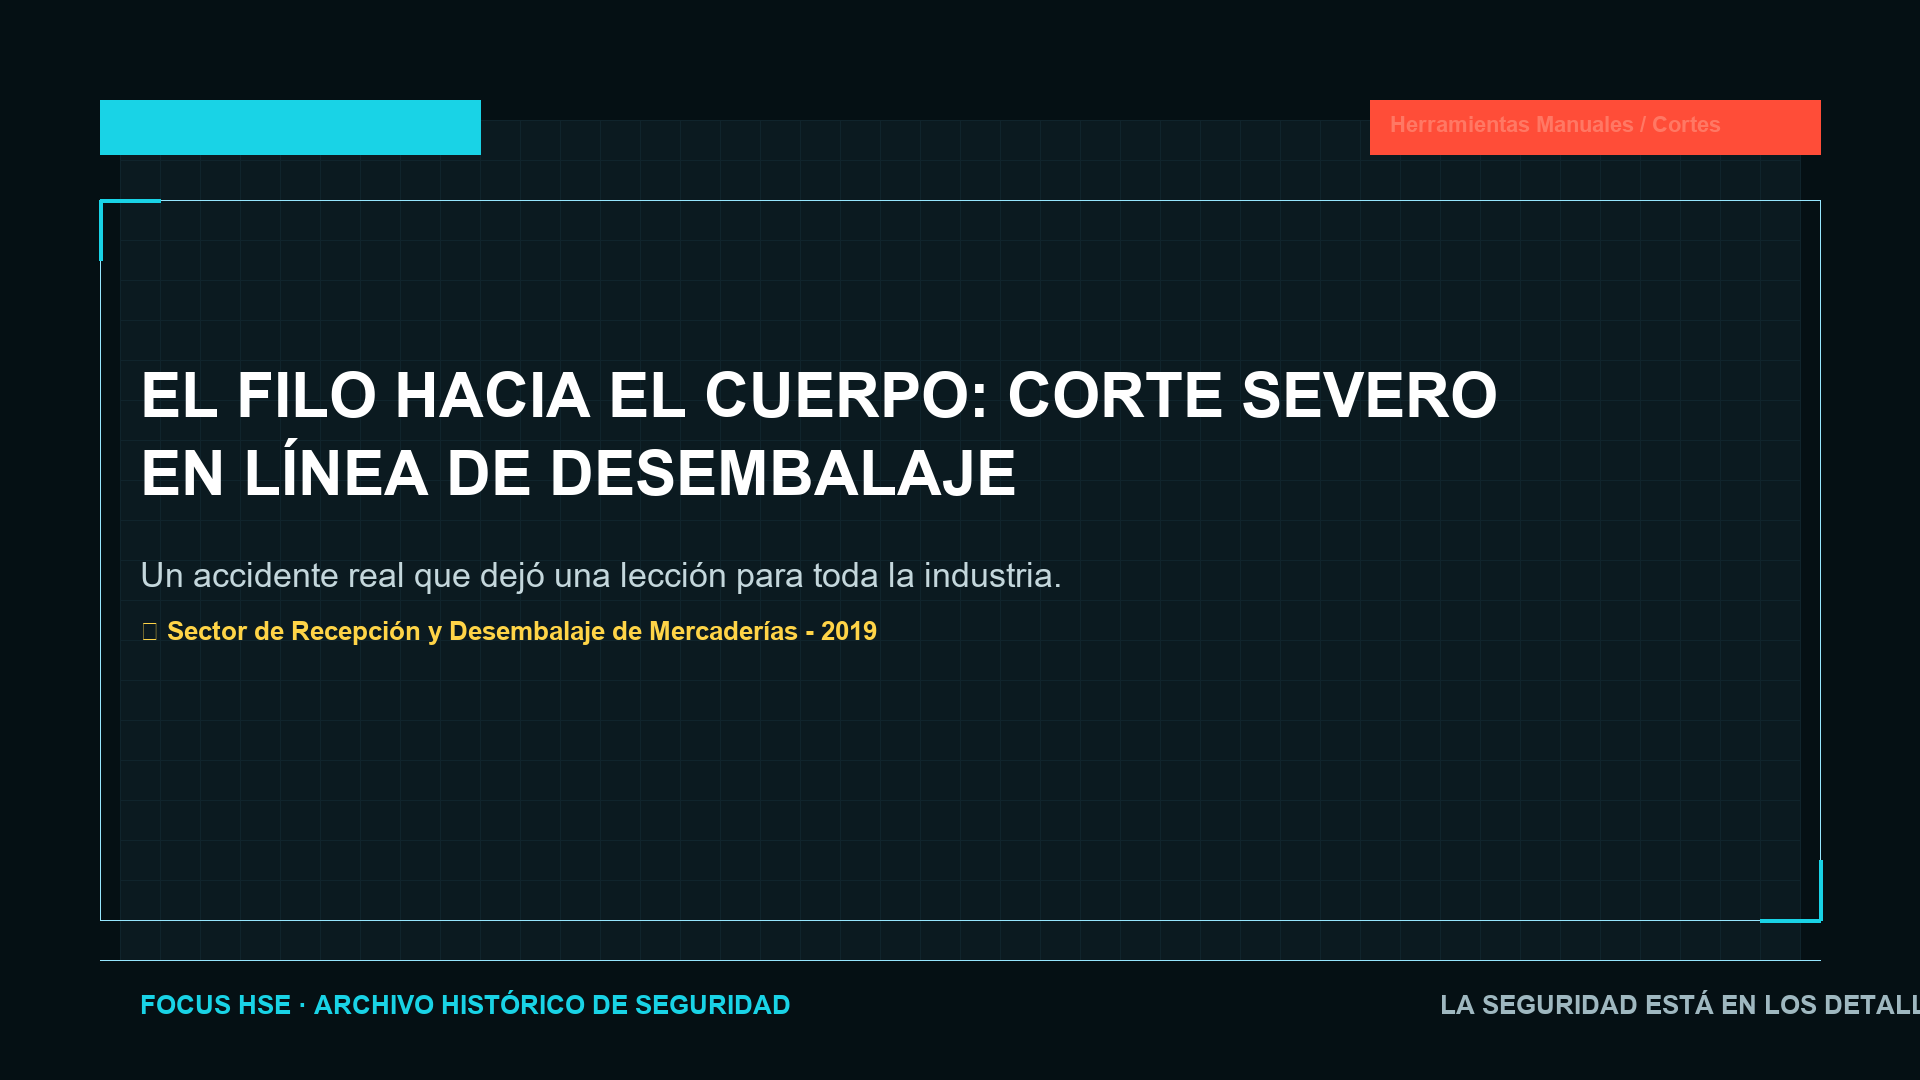 Herramientas Manuales / Cortes
EL FILO HACIA EL CUERPO: CORTE SEVERO
EN LÍNEA DE DESEMBALAJE
Un accidente real que dejó una lección para toda la industria.
Sector de Recepción y Desembalaje de Mercaderías - 2019
FOCUS HSE · ARCHIVO HISTÓRICO DE SEGURIDAD
LA SEGURIDAD ESTÁ EN LOS DETALL